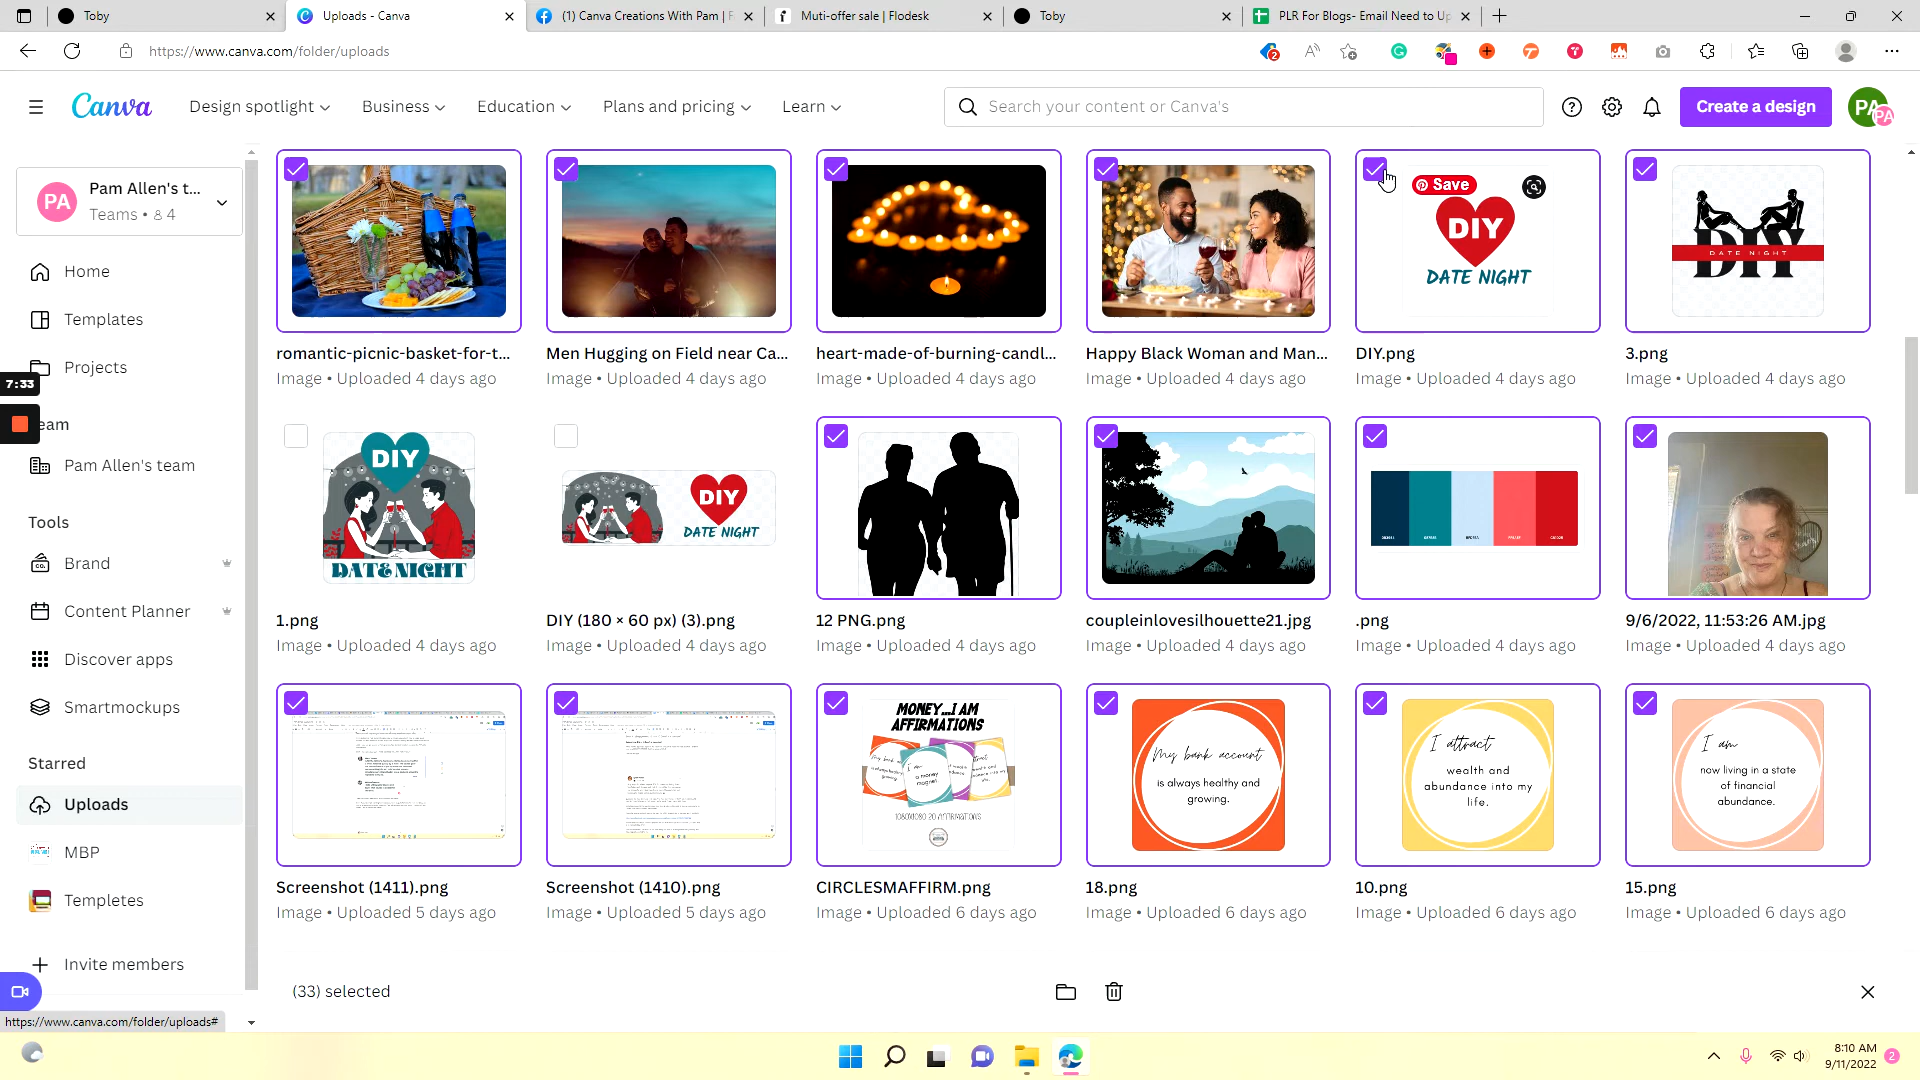 Toby
Uploads - Canva
(1) Canva Creations With Pam | F
Muti-offer sale | Flodesk
Toby
PLR For Blogs- Email Need to Up
https://www.canva.com/folder/uploads
2
Canva
Design spotlight
Business
Education
Plans and pricing
Learn
Search your content or Canva's
Create a design
PA
PA
PA
Pam Allen's t...
Teams • 4
Home
Templates
Projects
7:33
eam
Pam Allen's team
Tools
Brand
Content Planner
Discover apps
Smartmockups
Starred
Uploads
MBP
Templetes
Invite members
https://www.canva.com/folder/uploads#
Save
DIY
DATE NIGHT
DIY
DATE NIGHT
romantic-picnic-basket-for-t...
Men Hugging on Field near Ca...
heart-made-of-burning-candl...
Happy Black Woman and Man...
DIY.png
3.png
Image • Uploaded 4 days ago
Image • Uploaded 4 days ago
Image • Uploaded 4 days ago
Image • Uploaded 4 days ago
Image • Uploaded 4 days ago
Image • Uploaded 4 days ago
DIY
DATE NIGHT
DIY
DATE NIGHT
1.png
DIY (180 × 60 px) (3).png
12 PNG.png
coupleinlovesilhouette21.jpg
.png
9/6/2022, 11:53:26 AM.jpg
Image • Uploaded 4 days ago
Image • Uploaded 4 days ago
Image • Uploaded 4 days ago
Image • Uploaded 4 days ago
Image • Uploaded 4 days ago
Image • Uploaded 4 days ago
MONEY...I AM
AFFIRMATIONS
1080X1080 20 AFFIRMATIONS
My bank account
is always healthy and
growing.
I attract
wealth and
abundance into my
life.
I am
now living in a state
of financial
abundance.
Screenshot (1411).png
Screenshot (1410).png
CIRCLESMAFFIRM.png
18.png
10.png
15.png
Image • Uploaded 5 days ago
Image • Uploaded 5 days ago
Image • Uploaded 6 days ago
Image • Uploaded 6 days ago
Image • Uploaded 6 days ago
Image • Uploaded 6 days ago
(33) selected
8:10 AM
9/11/2022
2